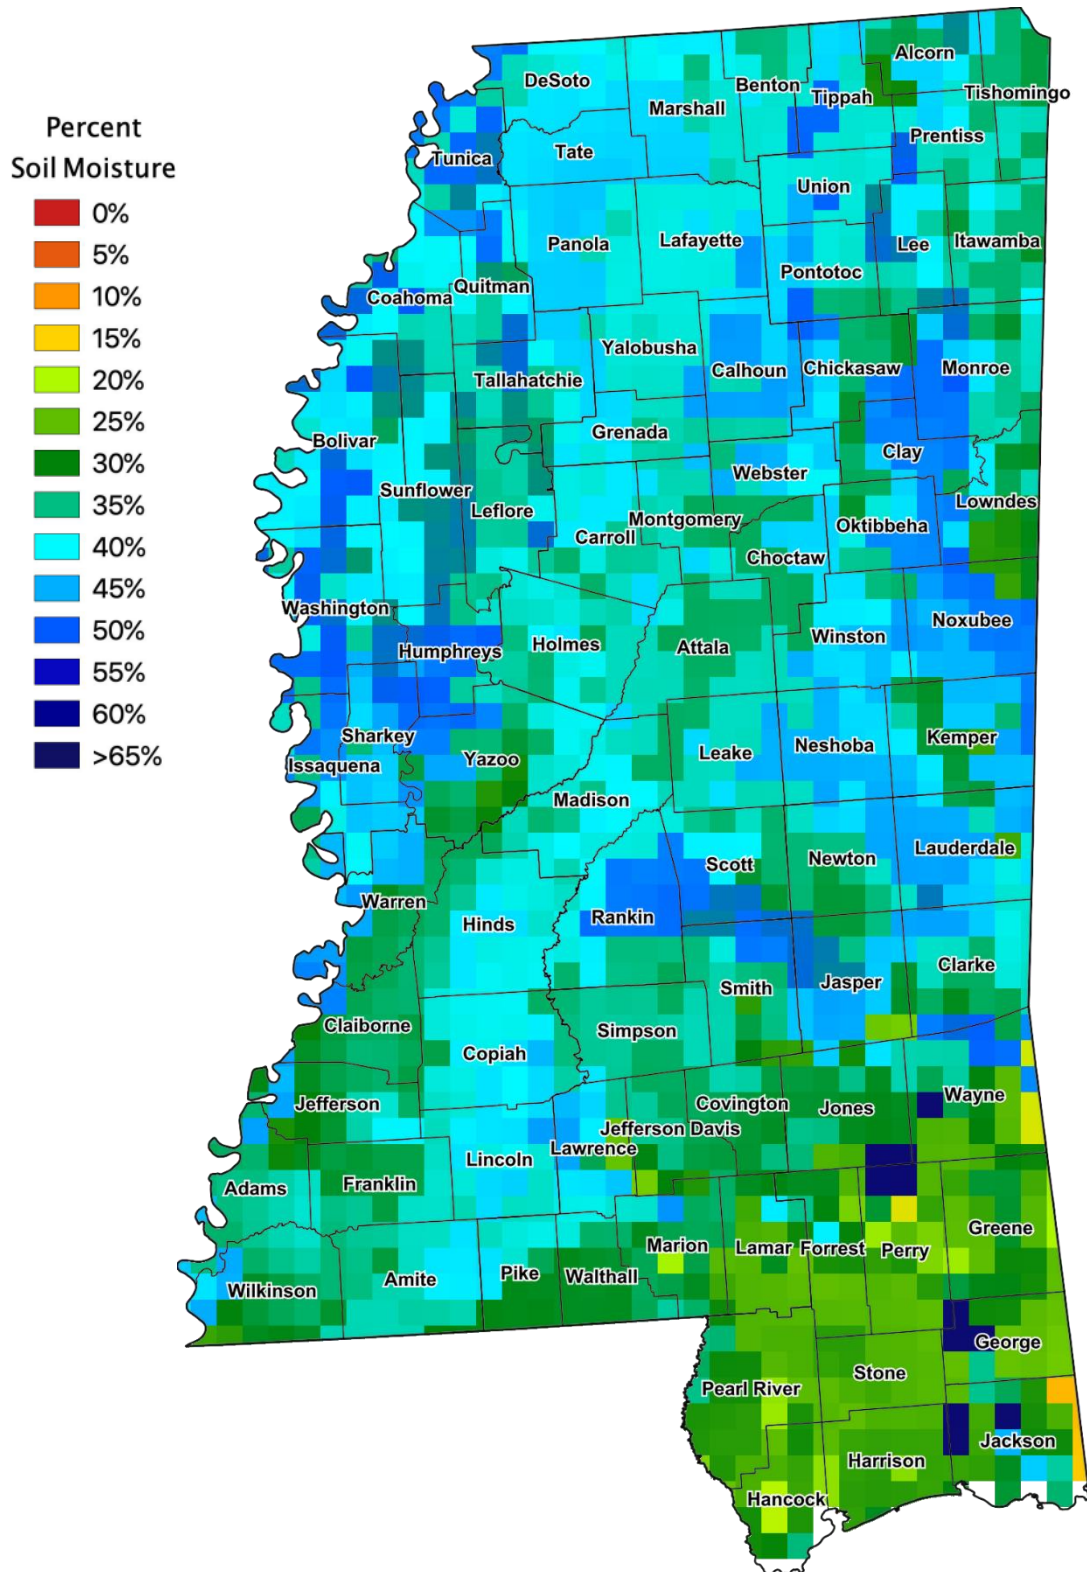 Percent
Soil Moisture
0%
5%
10%
15%
20%
25%
30%
35%
40%
45%
50%
55%
60%
>65%
Alcorn
DeSoto
Benton
Tippah
Tishomingo
Marshall
Prentiss
Tunica
Tate
Union
Panola
Lafayette
Lee
Itawamba
Pontotoc
Quitman
Coahoma
Yalobusha
Calhoun
Chickasaw
Monroe
Tallahatchie
Grenada
Bolivar
Clay
Webster
Sunflower
Lowndes
Leflore
Montgomery
Oktibbeha
Carroll
Choctaw
Washington
Noxubee
Holmes
Attala
Winston
Humphreys
Sharkey
Kemper
Neshoba
Leake
Yazoo
Issaquena
Madison
Lauderdale
Newton
Scott
Warren
Rankin
Hinds
Clarke
Smith
Jasper
Claiborne
Simpson
Copiah
Wayne
Jefferson
Covington
Jones
Jefferson Davis
Lawrence
Lincoln
Franklin
Adams
Greene
Marion
Lamar
Forrest
Perry
Pike
Walthall
Amite
Wilkinson
George
Stone
Pearl River
Jackson
Harrison
Hancock